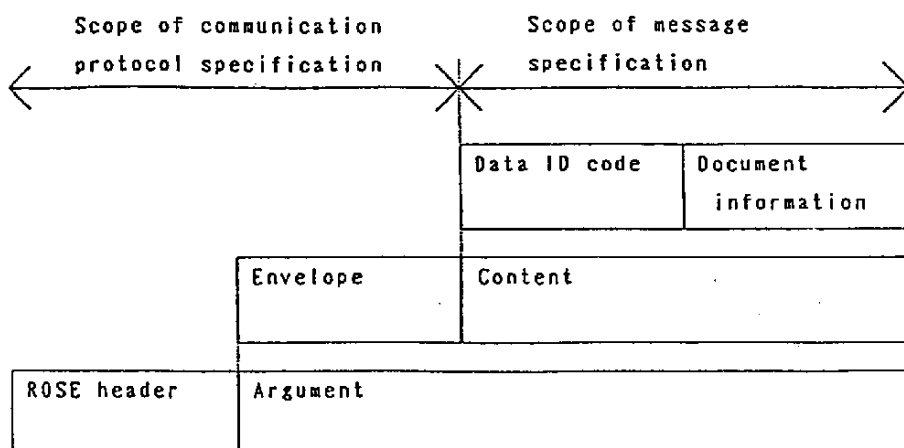 Scope of communication
protocol specification
Scope of message
specification
Data ID code
Document
information
Envelope
Content
ROSE header
Argument